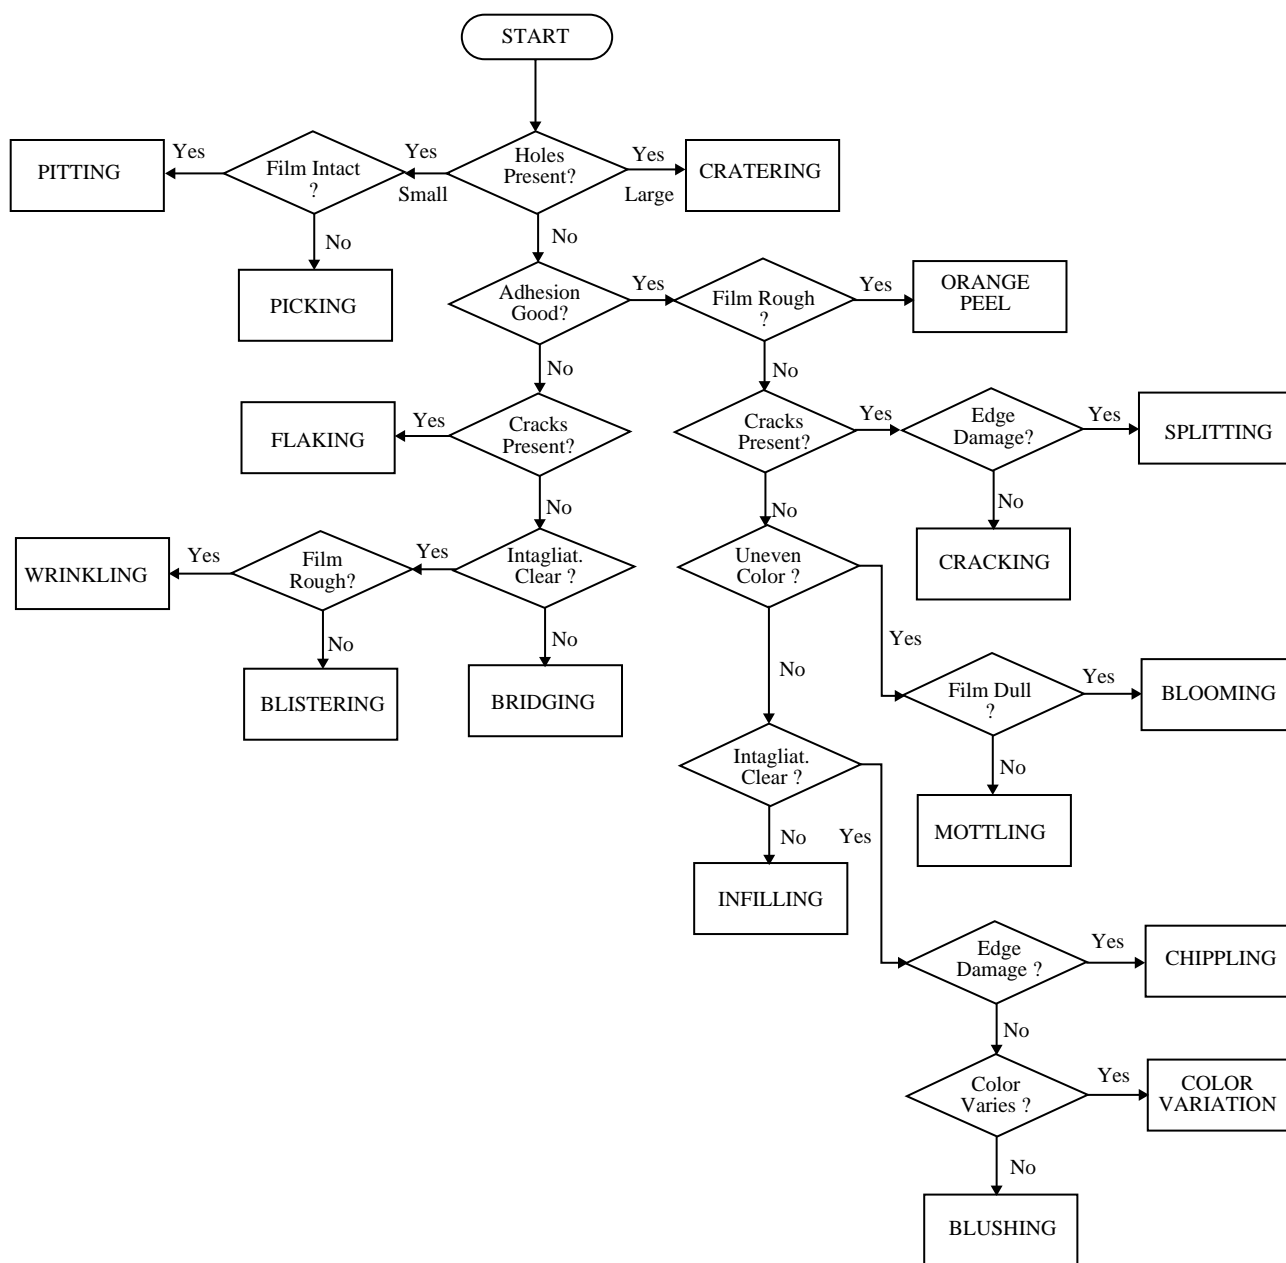 START
Yes
Yes
Holes
Yes
PITTING
Film Intact
?
Present?
CRATERING
Small
Large
No
No
PICKING
Adhesion
Good?
Yes
Film Rough
?
Yes
ORANGE
PEEL
No
No
FLAKING
Yes
Cracks
Present?
Cracks
Present?
Yes
Edge
Damage?
Yes
SPLITTING
No
No
No
WRINKLING
Yes
Film
Rough?
Yes
Intagliat.
Clear ?
Uneven
Color ?
CRACKING
No
No
Yes
BLISTERING
BRIDGING
No
Film Dull
?
Yes
BLOOMING
Intagliat.
Clear ?
No
No
Yes
MOTTLING
INFILLING
Edge
Damage ?
Yes
CHIPPLING
No
Color
Varies ?
Yes
COLOR
VARIATION
No
BLUSHING